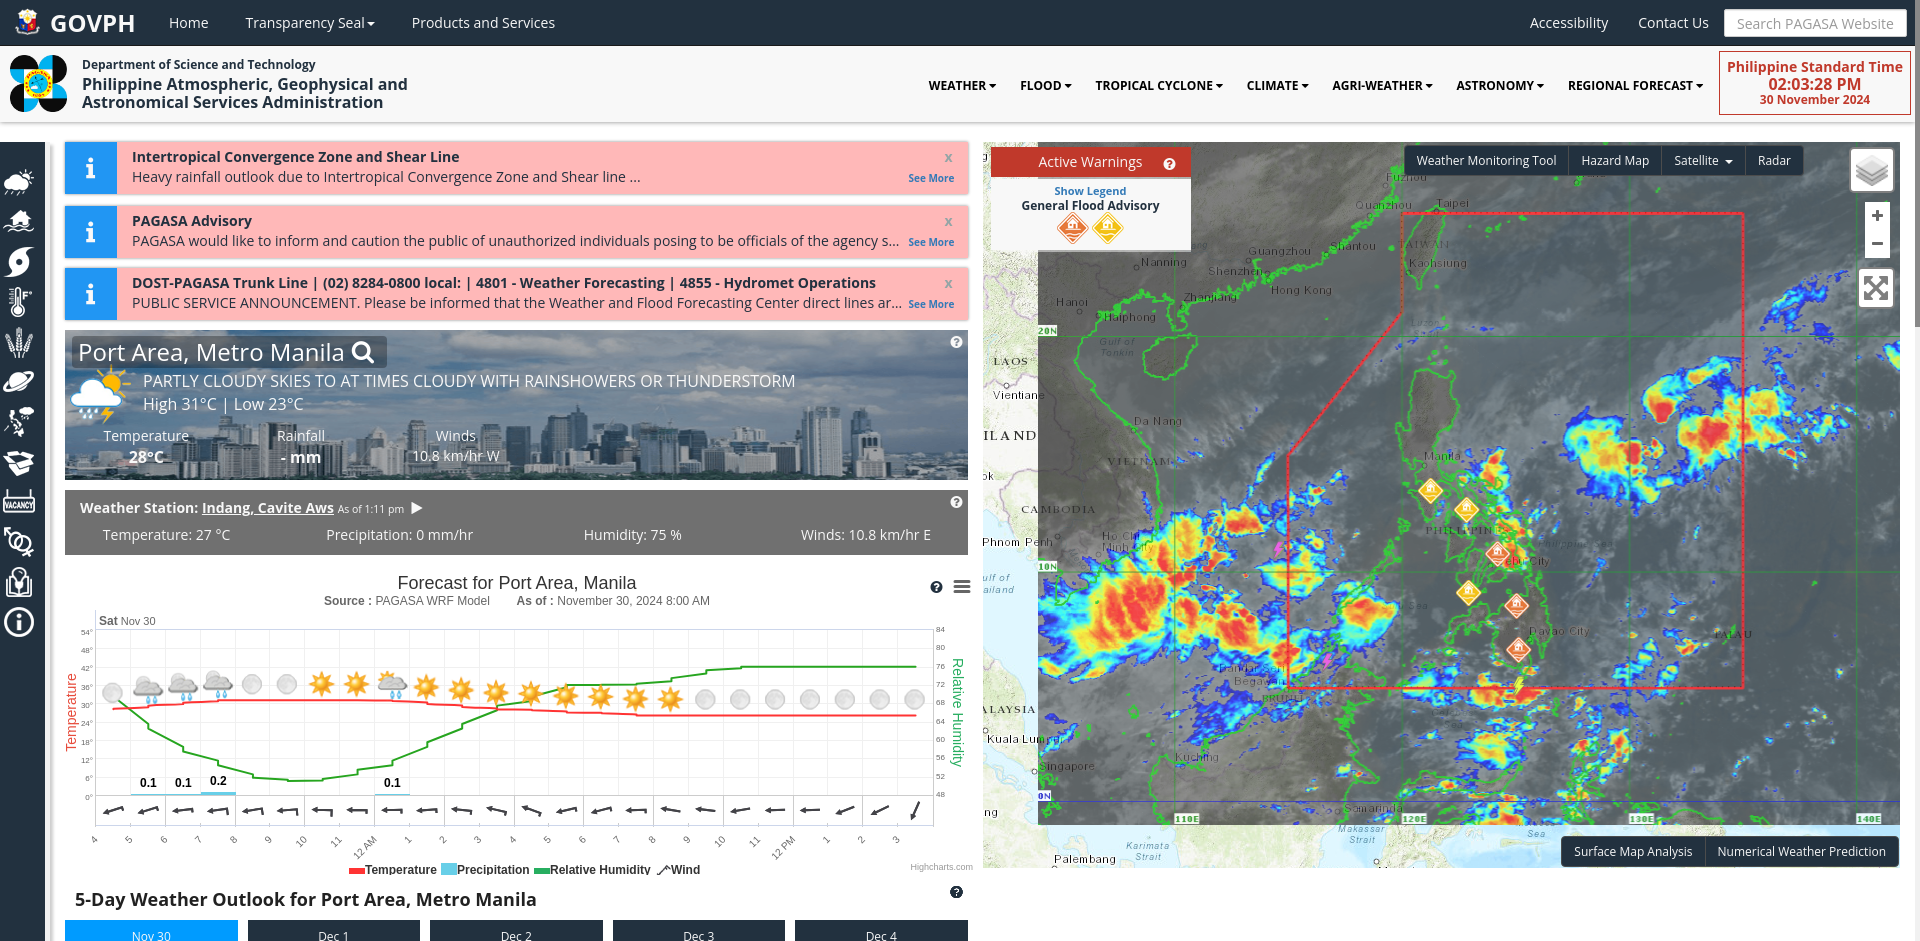 GOVPH
Home
Transparency Seal
Products and Services
Accessibility
Contact Us
Search PAGASA Website
Department of Science and Technology
Philippine Atmospheric, Geophysical and
Astronomical Services Administration
WEATHER
FLOOD
TROPICAL CYCLONE
CLIMATE
AGRI-WEATHER
ASTRONOMY
REGIONAL FORECAST
Philippine Standard Time
02:03:28 PM
30 November 2024
Intertropical Convergence Zone and Shear Line
x
Heavy rainfall outlook due to Intertropical Convergence Zone and Shear line ...
See More
PAGASA Advisory
x
PAGASA would like to inform and caution the public of unauthorized individuals posing to be officials of the agency s...
See More
DOST-PAGASA Trunk Line | (02) 8284-0800 local: | 4801 - Weather Forecasting | 4855 - Hydromet Operations
x
PUBLIC SERVICE ANNOUNCEMENT. Please be informed that the Weather and Flood Forecasting Center direct lines ar...
See More
Port Area, Metro Manila
PARTLY CLOUDY SKIES TO AT TIMES CLOUDY WITH RAINSHOWERS OR THUNDERSTORM
High 31°C | Low 23°C
Temperature
28°C
Rainfall
- mm
Winds
10.8 km/hr W
Weather Station: Indang, Cavite Aws As of 1:11 pm
Temperature: 27 °C
Precipitation: 0 mm/hr
Humidity: 75 %
Winds: 10.8 km/hr E
VACANCY
Forecast for Port Area, Manila
Source : PAGASA WRF Model As of : November 30, 2024 8:00 AM
Sat Nov 30
Temperature
54°
48°
42°
36°
30°
24°
18°
12°
6°
0°
84
80
76
72
68
64
60
56
52
48
Relative Humidity
0.1
0.1
0.2
0.1
4
5
6
7
8
9
10
11
12 AM
1
2
3
4
5
6
7
8
9
10
11
12 PM
1
2
3
Temperature
Precipitation
Relative Humidity
Wind
Highcharts.com
5-Day Weather Outlook for Port Area, Metro Manila
Nov 30
Dec 1
Dec 2
Dec 3
Dec 4
Active Warnings
Show Legend
General Flood Advisory
Weather Monitoring Tool
Hazard Map
Satellite
Radar
+
−
Fuzhou
Quanzhou
Taipei
TAIWAN
Kaohsiung
Guangzhou
Shantou
Nanning
Shenzhen
Hong Kong
Hanoi
Zhanjiang
Haiphong
20N
Gulf of
Tonkin
LAOS
Vientiane
Da Nang
ILAND
VIETNAM
Manila
ok
CAMBODIA
PHILIPPIN
Phnom Penh
Ho Chi
Minh City
ebu City
10N
ulf of
ailand
Sea
Davao City
PALAU
Bandar Seri
Begawan
BRUNEI
ALAYSIA
Kuala Lump
Kuching
Singapore
0N
ng
Samarinda
110E
120E
130E
140E
Makassar
Strait
Karimata
Strait
Sea
Palembang
Surface Map Analysis
Numerical Weather Prediction